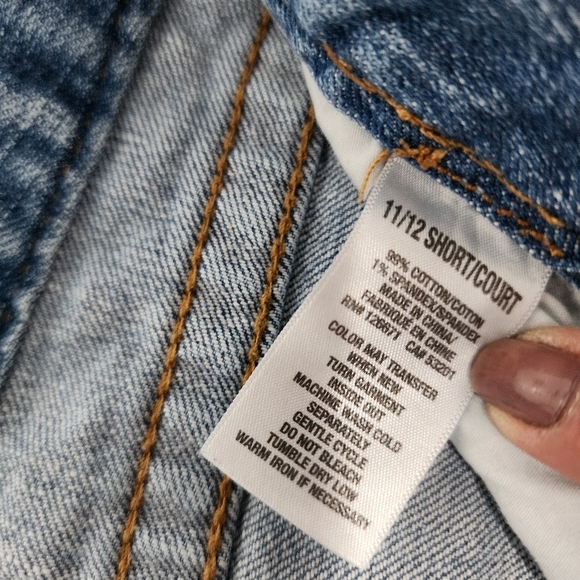 11/12 SHORT/COURT
99% COTTON/COTON
1% SPANDEX/SPANDEX
MADE IN CHINA/
FABRIQUE EN CHINE
RN# 126671 CA# 53201
COLOR MAY TRANSFER
WHEN NEW
TURN GARMENT
INSIDE OUT
MACHINE WASH COLD
SEPARATELY
GENTLE CYCLE
DO NOT BLEACH
TUMBLE DRY LOW
WARM IRON IF NECESSARY